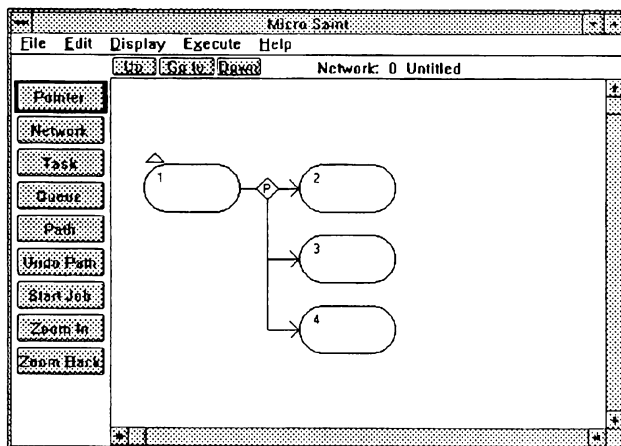 Micro Saint
File Edit Display Execute Help
Up Go to Down Network: 0 Untitled
Pointer
Network
Task
Queue
Path
Undo Path
Start Job
Zoom In
Zoom Back
1
P
2
3
4